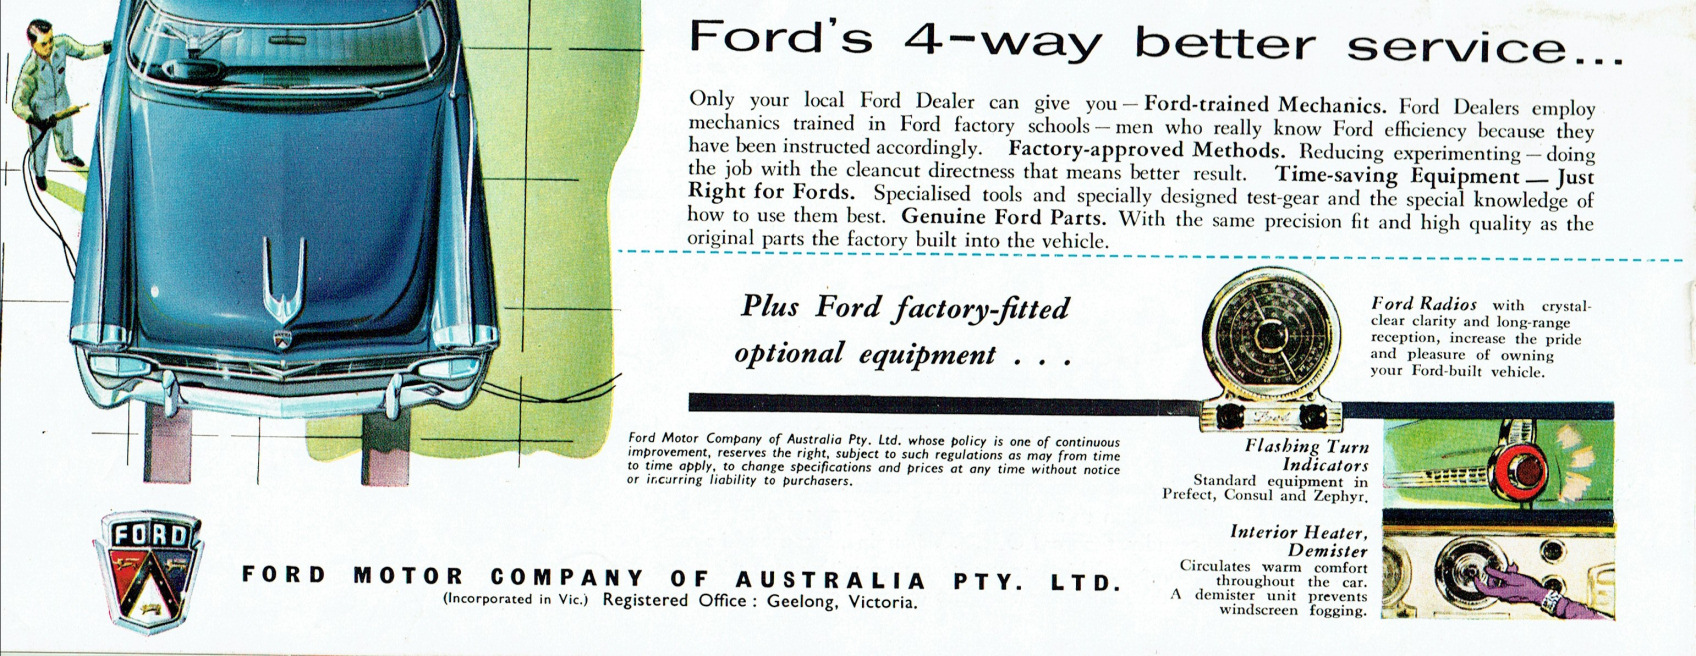 Ford's 4-way better service...
Only your local Ford Dealer can give you — Ford-trained Mechanics. Ford Dealers employ
mechanics trained in Ford factory schools — men who really know Ford efficiency because they
have been instructed accordingly. Factory-approved Methods. Reducing experimenting — doing
the job with the cleancut directness that means better result. Time-saving Equipment — Just
Right for Fords. Specialised tools and specially designed test-gear and the special knowledge of
how to use them best. Genuine Ford Parts. With the same precision fit and high quality as the
original parts the factory built into the vehicle.
Plus Ford factory-fitted
optional equipment . . .
Ford Radios with crystal-
clear clarity and long-range
reception, increase the pride
and pleasure of owning
your Ford-built vehicle.
Ford
Ford Motor Company of Australia Pty. Ltd. whose policy is one of continuous
improvement, reserves the right, subject to such regulations as may from time
to time apply, to change specifications and prices at any time without notice
or incurring liability to purchasers.
Flashing Turn
Indicators
Standard equipment in
Prefect, Consul and Zephyr.
Interior Heater,
Demister
Circulates warm comfort
throughout the car.
A demister unit prevents
windscreen fogging.
FORD
FORD MOTOR COMPANY OF AUSTRALIA PTY. LTD.
(Incorporated in Vic.) Registered Office : Geelong, Victoria.